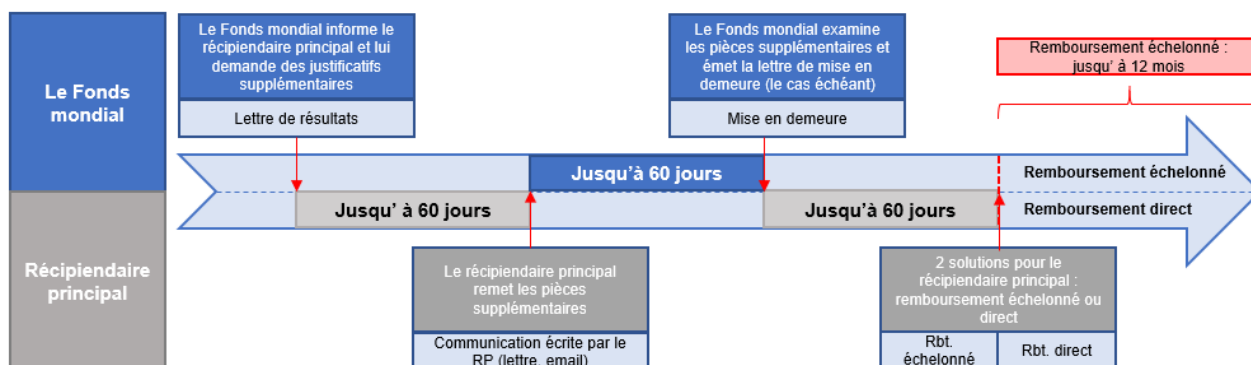 Le Fonds mondial informe le
récipiendaire principal et lui
demande des justificatifs
supplémentaires
Lettre de résultats
Le Fonds mondial examine
les pièces supplémentaires et
émet la lettre de mise en
demeure (le cas échéant)
Mise en demeure
Remboursement échelonné :
jusqu' à 12 mois
Le Fonds
mondial
Jusqu'à 60 jours
Remboursement échelonné
Jusqu' à 60 jours
Jusqu'à 60 jours
Remboursement direct
Récipiendaire
principal
Le récipiendaire principal
remet les pièces
supplémentaires
Communication écrite par le
RP (lettre, email)
2 solutions pour le
récipiendaire principal :
remboursement échelonné ou
direct
Rbt.
échelonné
Rbt. direct